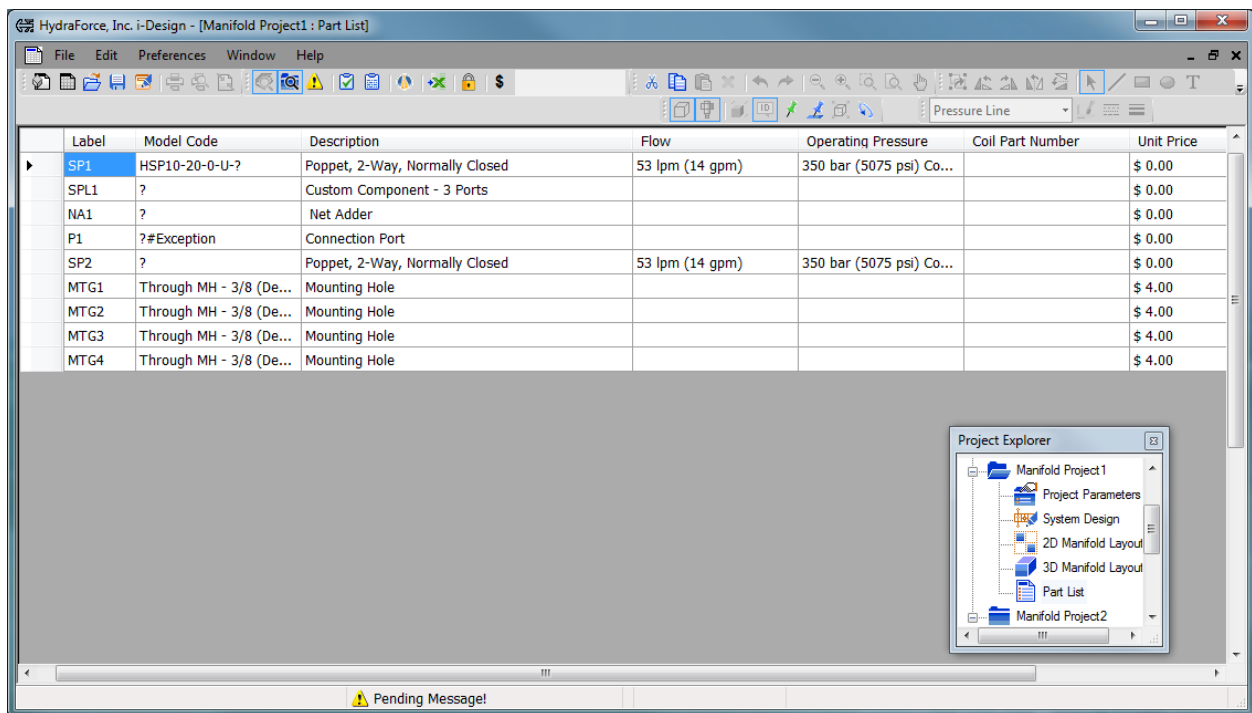 HydraForce, Inc. i-Design - [Manifold Project1 : Part List]
File Edit Preferences Window Help
$ ID T
Pressure Line
Label Model Code Description Flow Operating Pressure Coil Part Number Unit Price
SP1 HSP10-20-0-U-? Poppet, 2-Way, Normally Closed 53 lpm (14 gpm) 350 bar (5075 psi) Co... $ 0.00
SPL1 ? Custom Component - 3 Ports $ 0.00
NA1 ? Net Adder $ 0.00
P1 ?#Exception Connection Port $ 0.00
SP2 ? Poppet, 2-Way, Normally Closed 53 lpm (14 gpm) 350 bar (5075 psi) Co... $ 0.00
MTG1 Through MH - 3/8 (De... Mounting Hole $ 4.00
MTG2 Through MH - 3/8 (De... Mounting Hole $ 4.00
MTG3 Through MH - 3/8 (De... Mounting Hole $ 4.00
MTG4 Through MH - 3/8 (De... Mounting Hole $ 4.00
Project Explorer
Manifold Project1
Project Parameters
System Design
2D Manifold Layout
3D Manifold Layout
Part List
Manifold Project2
Pending Message!